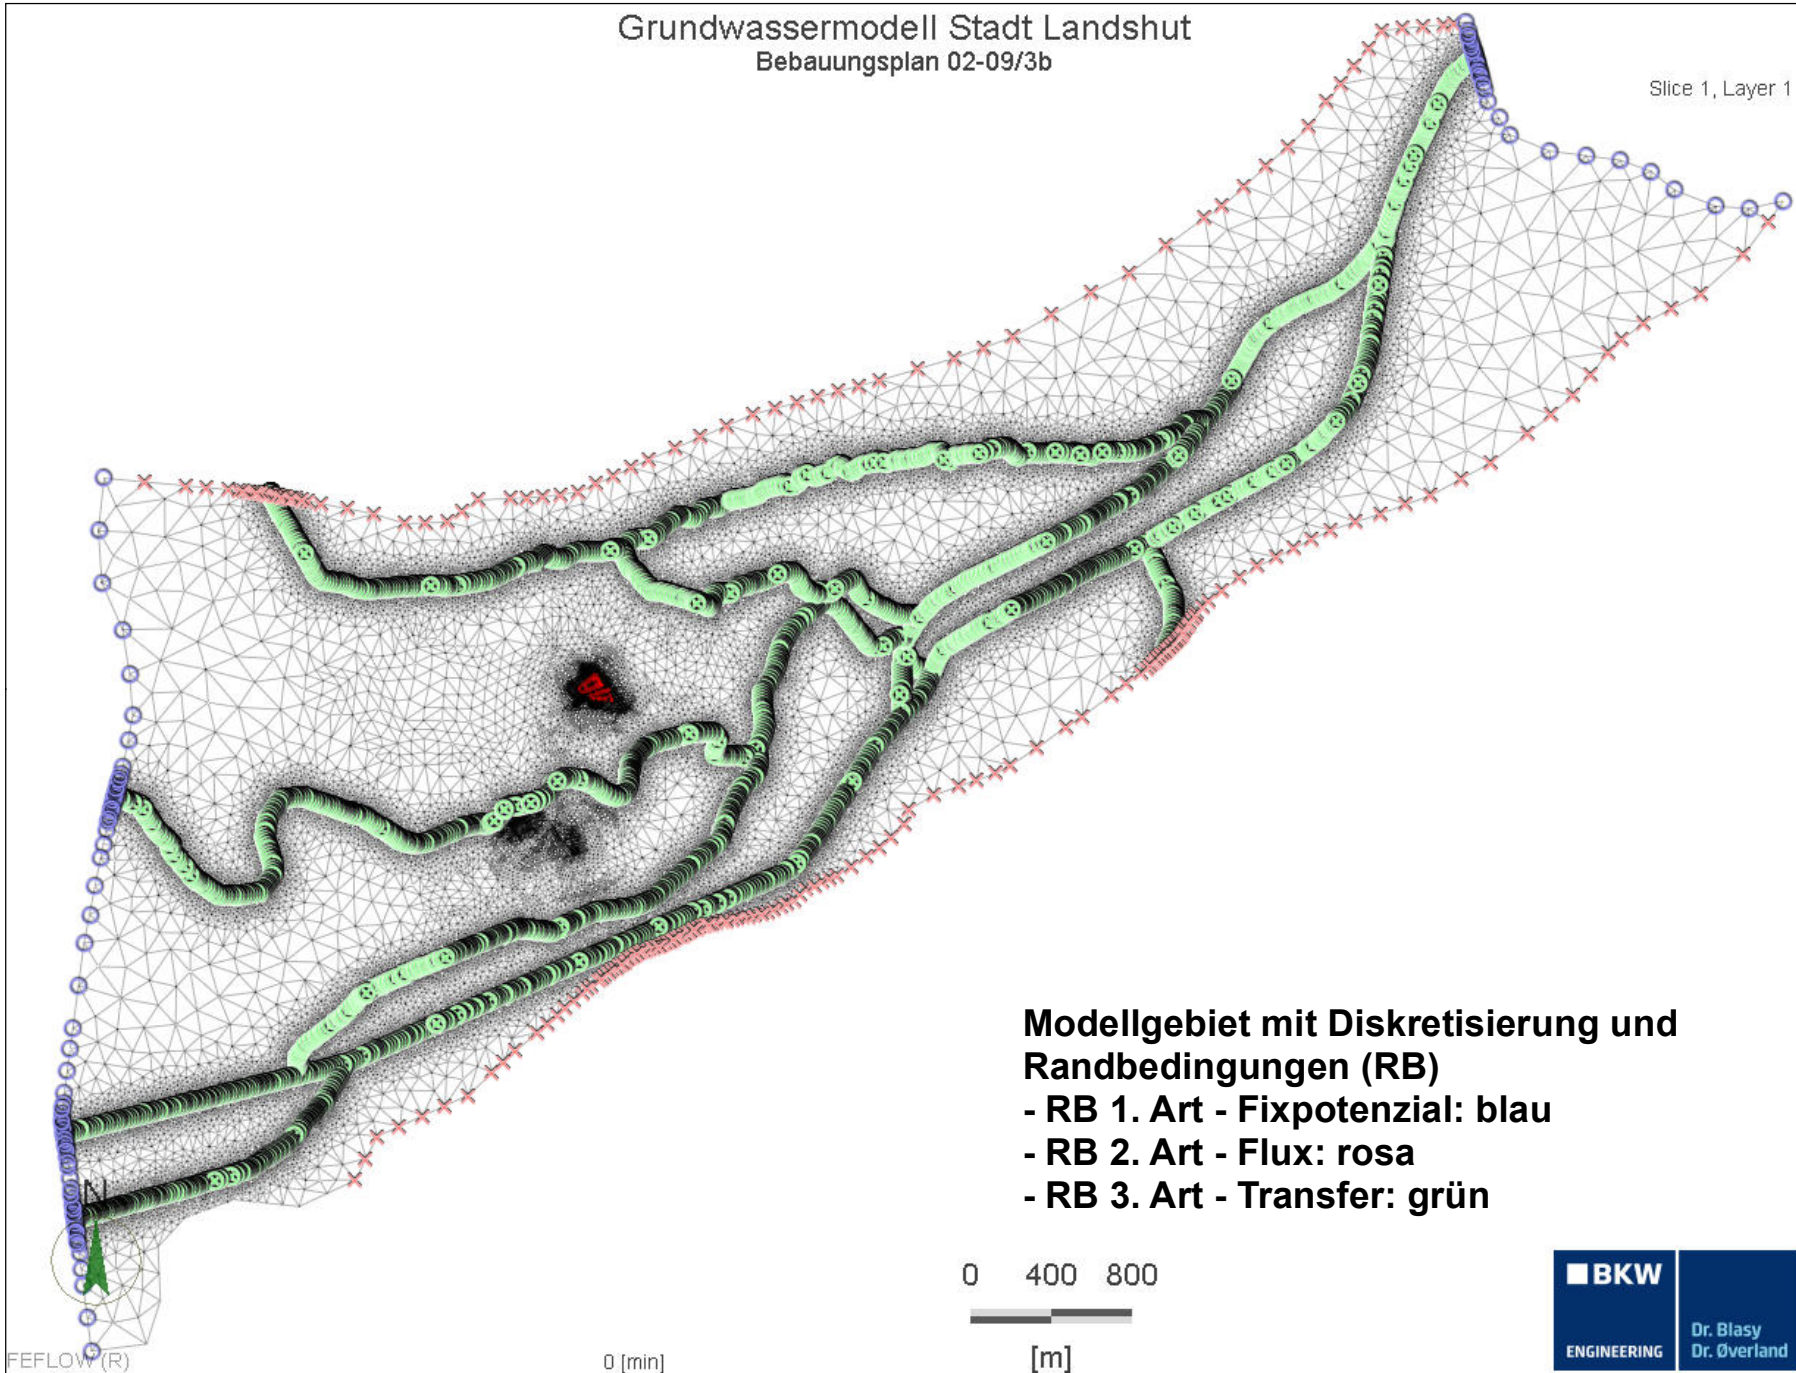 Grundwassermodell Stadt Landshut
Bebauungsplan 02-09/3b
Slice 1, Layer 1
Modellgebiet mit Diskretisierung und
Randbedingungen (RB)
- RB 1. Art - Fixpotenzial: blau
- RB 2. Art - Flux: rosa
- RB 3. Art - Transfer: grün
N
0 400 800
[m]
FEFLOW (R)
0 [min]
BKW
ENGINEERING
Dr. Blasy
Dr. Øverland